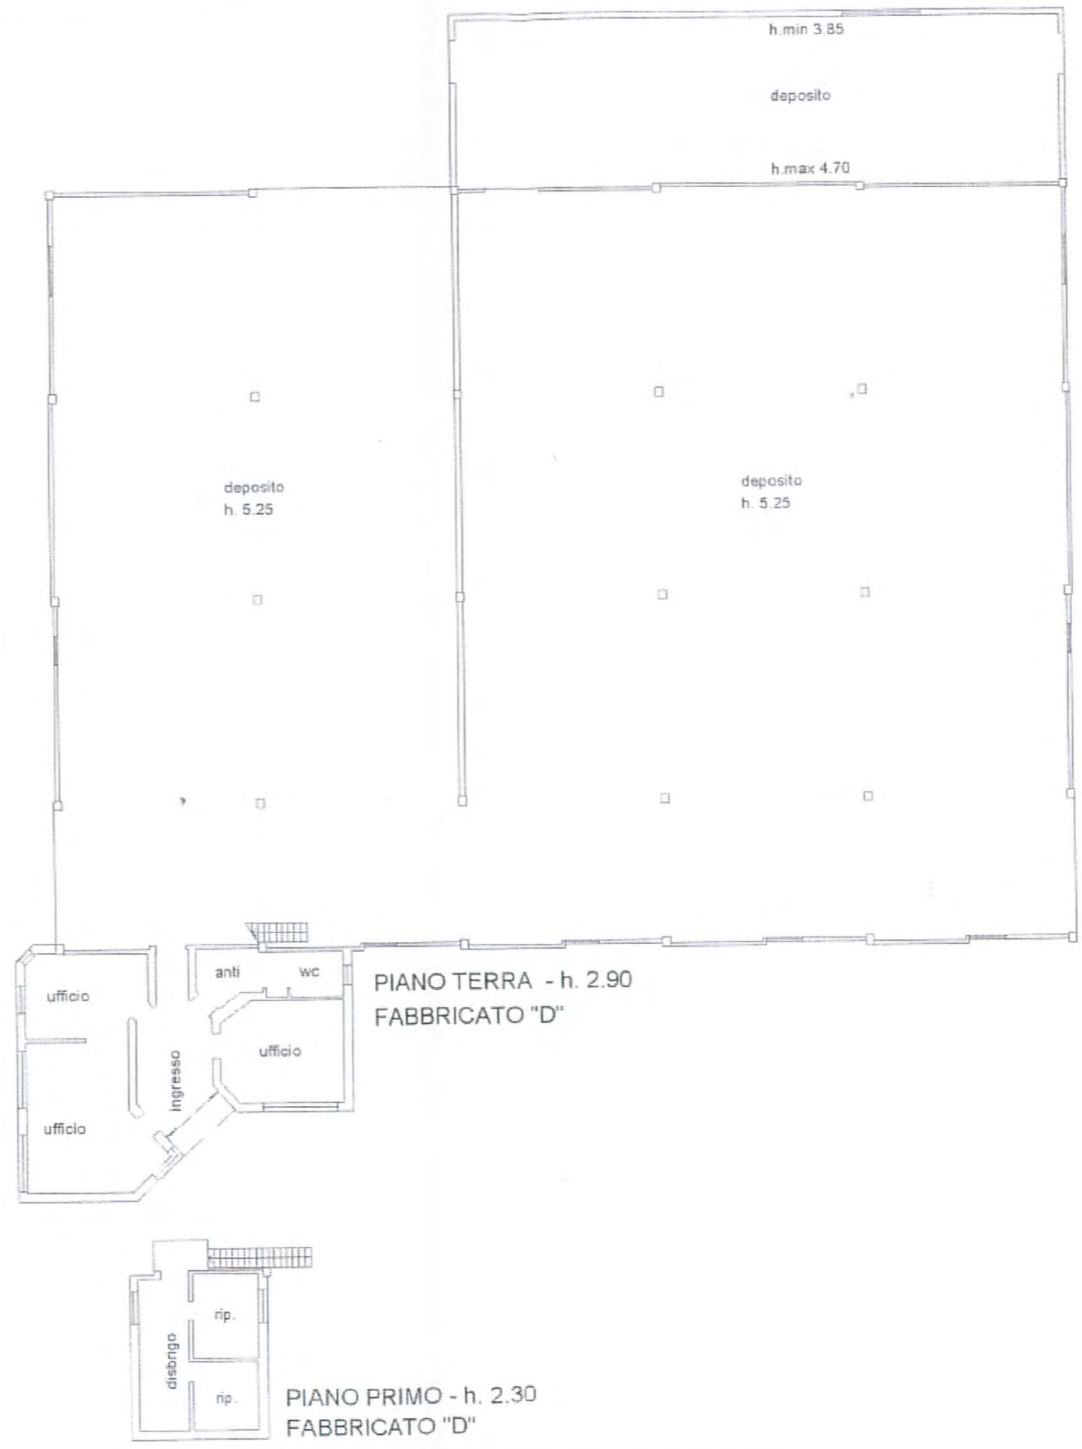 h.min 3.85
deposito
h.max 4.70
deposito
h. 5.25
deposito
h. 5.25
anti
wc
ufficio
PIANO TERRA - h. 2.90
FABBRICATO "D"
ufficio
ingresso
ufficio
rip.
disbrigo
rip.
PIANO PRIMO - h. 2.30
FABBRICATO "D"